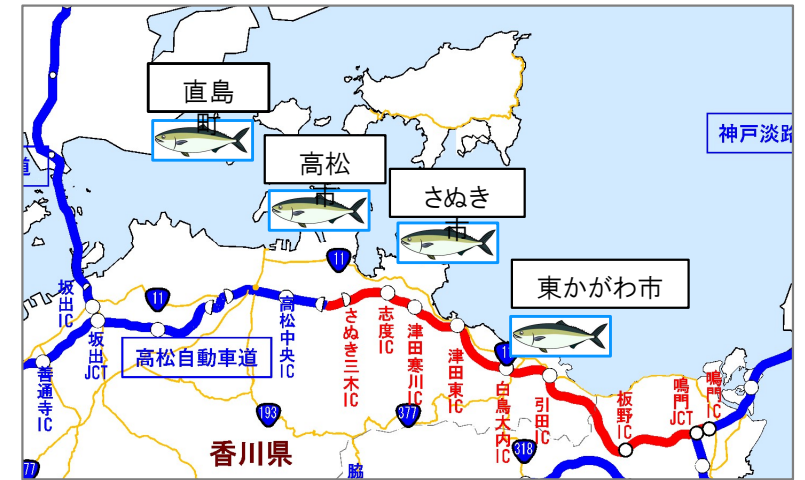 直島町
高松市
さぬき市
東かがわ市
神戸淡路
道
11
11
11
坂出IC
坂出JCT
善通寺IC
高松自動車道
高松中央IC
さぬき三木IC
志度IC
津田寒川IC
津田東IC
白鳥大内IC
引田IC
板野IC
鳴門JCT
鳴門IC
193
377
318
77
香川県
脇